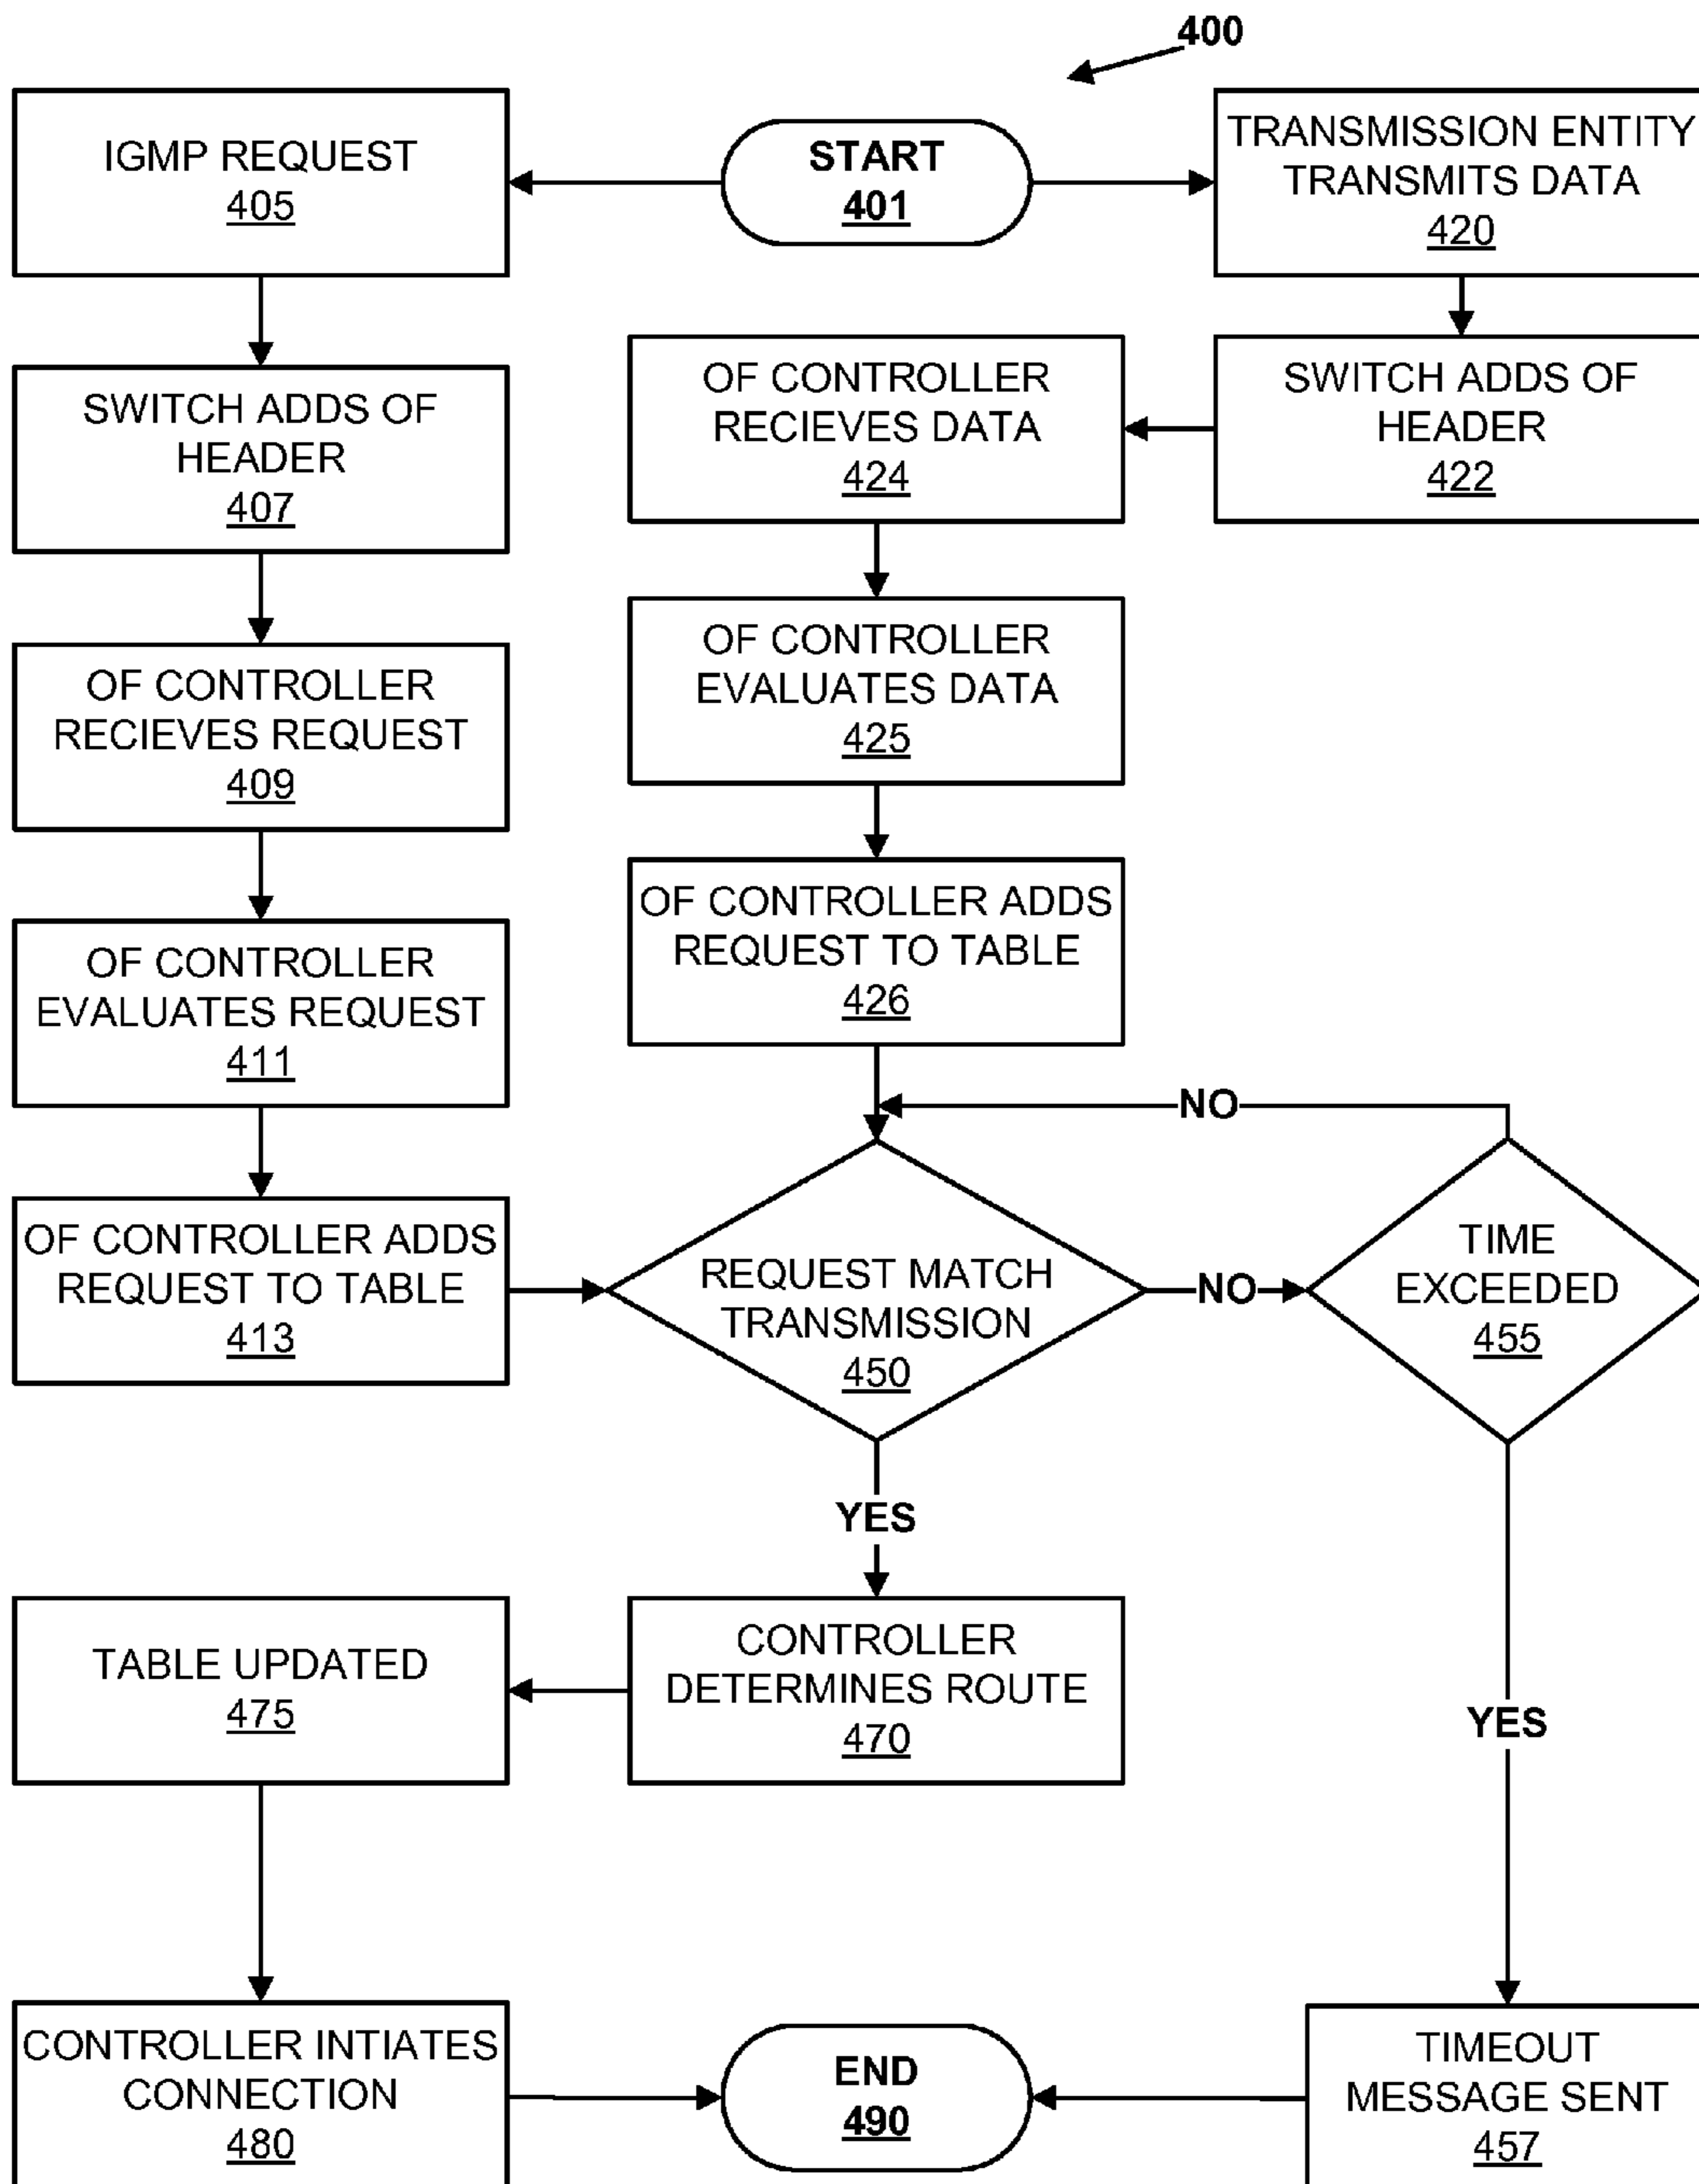 400
START
401
IGMP REQUEST
405
SWITCH ADDS OF
HEADER
407
OF CONTROLLER
RECIEVES REQUEST
409
OF CONTROLLER
EVALUATES REQUEST
411
OF CONTROLLER ADDS
REQUEST TO TABLE
413
TRANSMISSION ENTITY
TRANSMITS DATA
420
SWITCH ADDS OF
HEADER
422
OF CONTROLLER
RECIEVES DATA
424
OF CONTROLLER
EVALUATES DATA
425
OF CONTROLLER ADDS
REQUEST TO TABLE
426
REQUEST MATCH
TRANSMISSION
450
NO
TIME
EXCEEDED
455
NO
YES
YES
CONTROLLER
DETERMINES ROUTE
470
TABLE UPDATED
475
CONTROLLER INTIATES
CONNECTION
480
TIMEOUT
MESSAGE SENT
457
END
490